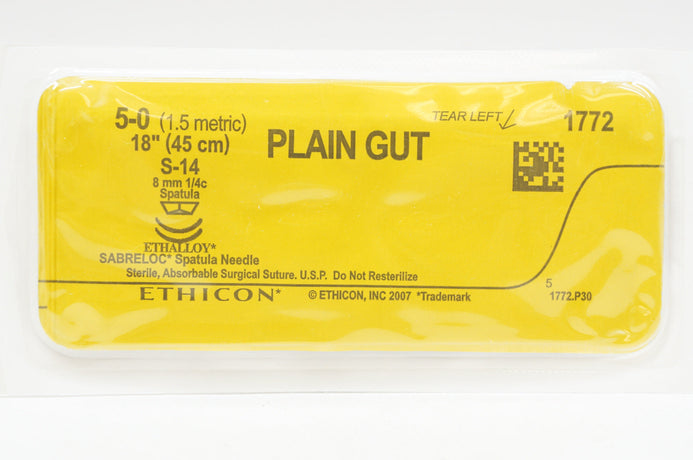 5-0 (1.5 metric)
18" (45 cm)
S-14
8 mm 1/4c
Spatula
ETHALLOY*
SABRELOC* Spatula Needle
Sterile, Absorbable Surgical Suture. U.S.P. Do Not Resterilize
PLAIN GUT
TEAR LEFT
1772
ETHICON*
© ETHICON, INC 2007 *Trademark
5
1772.P30